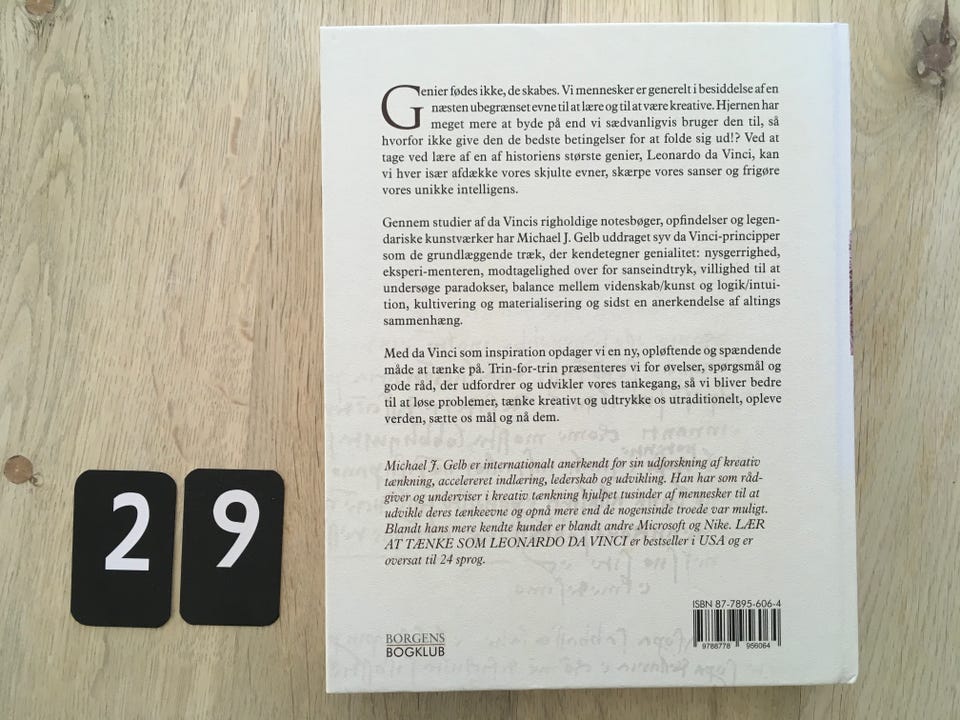 Genier fødes ikke, de skabes. Vi mennesker er generelt i besiddelse af en
næsten ubegrænset evne til at lære og til at være kreative. Hjernen har
meget mere at byde på end vi sædvanligvis bruger den til, så
hvorfor ikke give den de bedste betingelser for at folde sig ud!? Ved at
tage ved lære af en af historiens største genier, Leonardo da Vinci, kan
vi hver især afdække vores skjulte evner, skærpe vores sanser og frigøre
vores unikke intelligens.
Gennem studier af da Vincis righoldige notesbøger, opfindelser og legen-
dariske kunstværker har Michael J. Gelb uddraget syv da Vinci-principper
som de grundlæggende træk, der kendetegner genialitet: nysgerrighed,
eksperi-menteren, modtagelighed over for sanseindtryk, villighed til at
undersøge paradokser, balance mellem videnskab/kunst og logik/intui-
tion, kultivering og materialisering og sidst en anerkendelse af altings
sammenhæng.
Med da Vinci som inspiration opdager vi en ny, opløftende og spændende
måde at tænke på. Trin-for-trin præsenteres vi for øvelser, spørgsmål og
gode råd, der udfordrer og udvikler vores tankegang, så vi bliver bedre
til at løse problemer, tænke kreativt og udtrykke os utraditionelt, opleve
verden, sætte os mål og nå dem.
Michael J. Gelb er internationalt anerkendt for sin udforskning af kreativ
tænkning, accelereret indlæring, lederskab og udvikling. Han har som råd-
giver og underviser i kreativ tænkning hjulpet tusinder af mennesker til at
udvikle deres tænkeevne og opnå mere end de nogensinde troede var muligt.
Blandt hans mere kendte kunder er blandt andre Microsoft og Nike. LÆR
AT TÆNKE SOM LEONARDO DA VINCI er bestseller i USA og er
oversat til 24 sprog.
29
ISBN 87-7895-606-4
9788778 956064
BORGENS
BOGKLUB